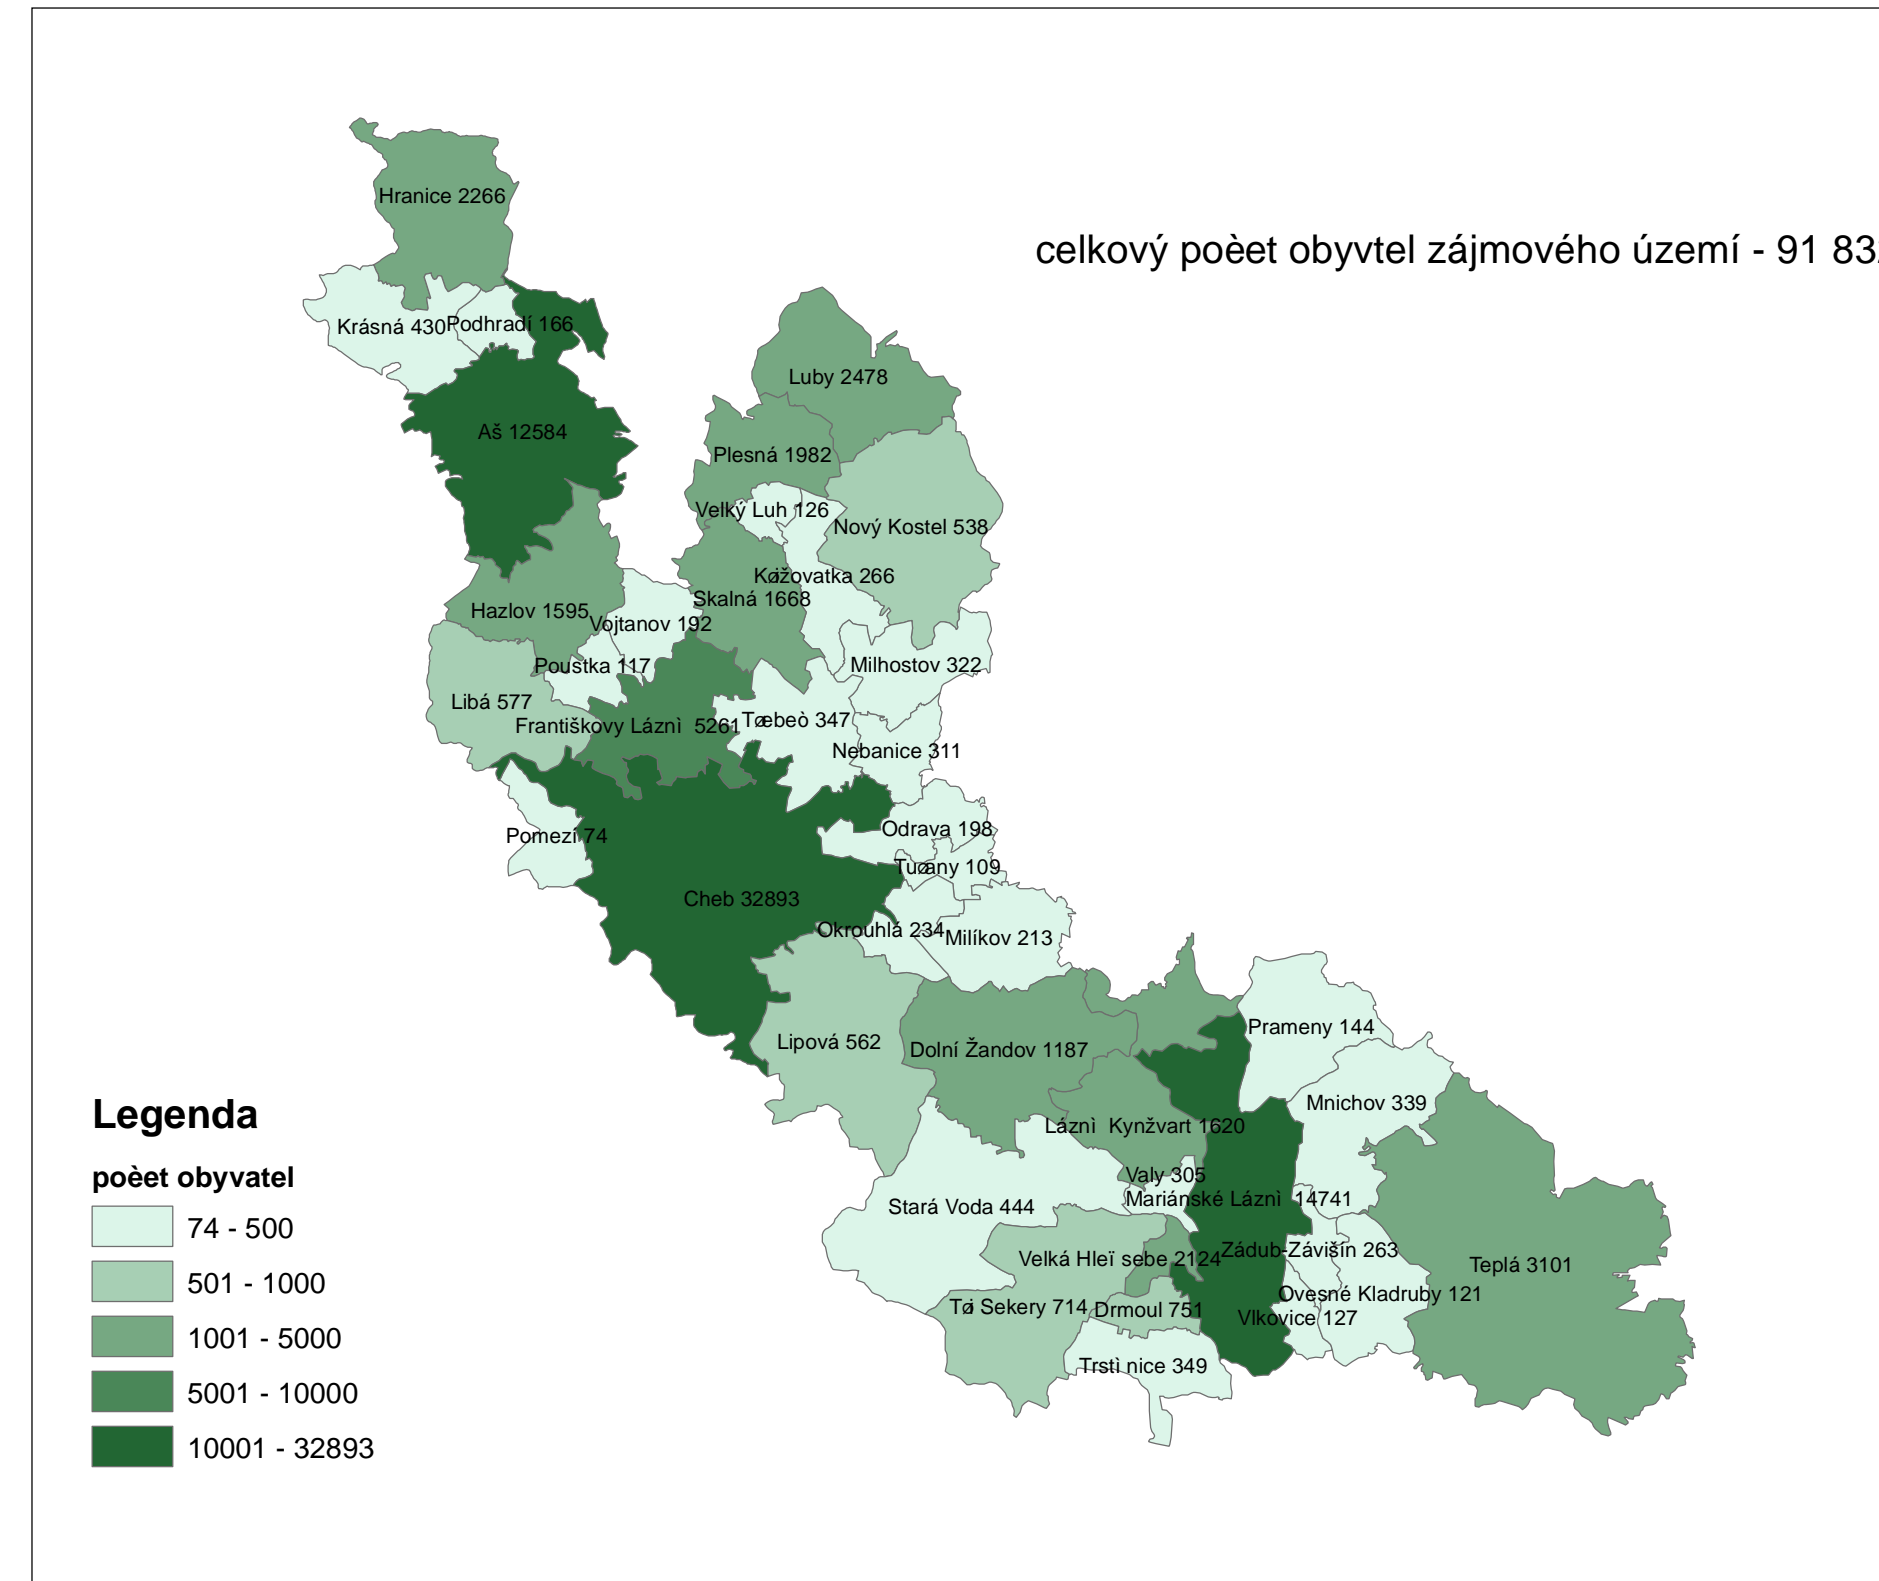 Hranice 2266
celkový poèet obyvtel zájmového území - 91 83
Krásná 430
Podhradí 166
Luby 2478
Aš 12584
Plesná 1982
Velký Luh 126
Nový Kostel 538
Køižovatka 266
Skalná 1668
Hazlov 1595
Vojtanov 192
Poustka 117
Milhostov 322
Libá 577
Františkovy Láznì 5261
Tøebeò 347
Nebanice 311
Odrava 198
Pomezí 74
Tuøany 109
Cheb 32893
Okrouhlá 234
Milíkov 213
Prameny 144
Lipová 562
Dolní Žandov 1187
Mnichov 339
Láznì Kynžvart 1620
Valy 305
Mariánské Láznì 14741
Stará Voda 444
Zádub-Závišín 263
Velká Hleïsebe 2124
Teplá 3101
Ovesné Kladruby 121
Tøi Sekery 714
Drmoul 751
Vlkovice 127
Trstìnice 349
Legenda
poèet obyvatel
74 - 500
501 - 1000
1001 - 5000
5001 - 10000
10001 - 32893